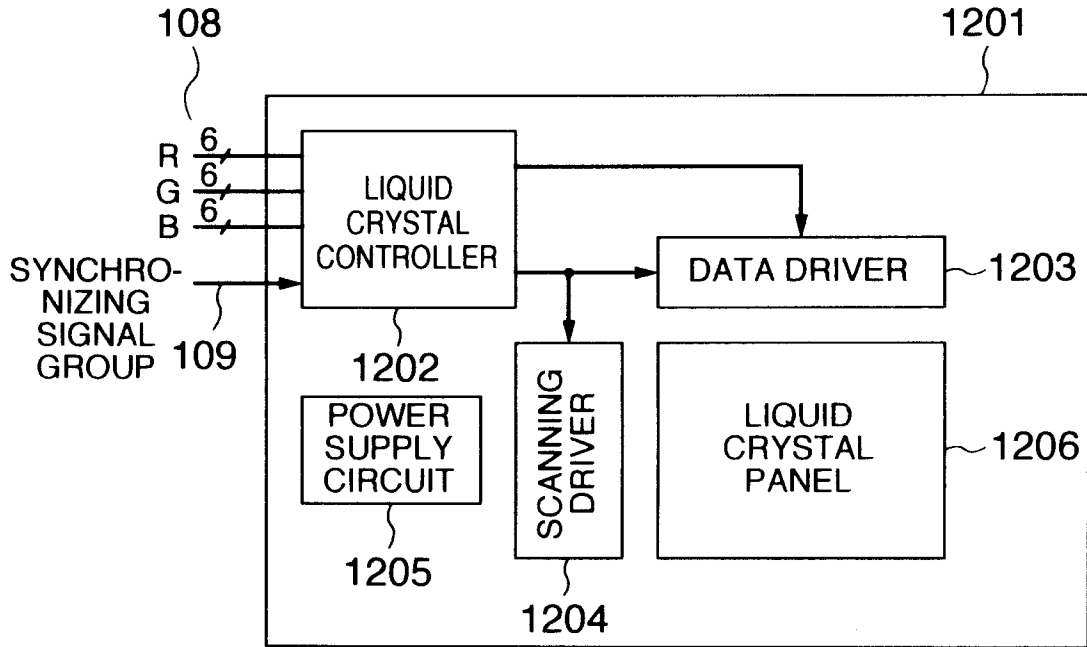 108
1201
R 6
G 6
B 6
SYNCHRO-
NIZING
SIGNAL
GROUP
109
LIQUID
CRYSTAL
CONTROLLER
1202
DATA DRIVER
1203
POWER
SUPPLY
CIRCUIT
1205
SCANNING
DRIVER
1204
LIQUID
CRYSTAL
PANEL
1206